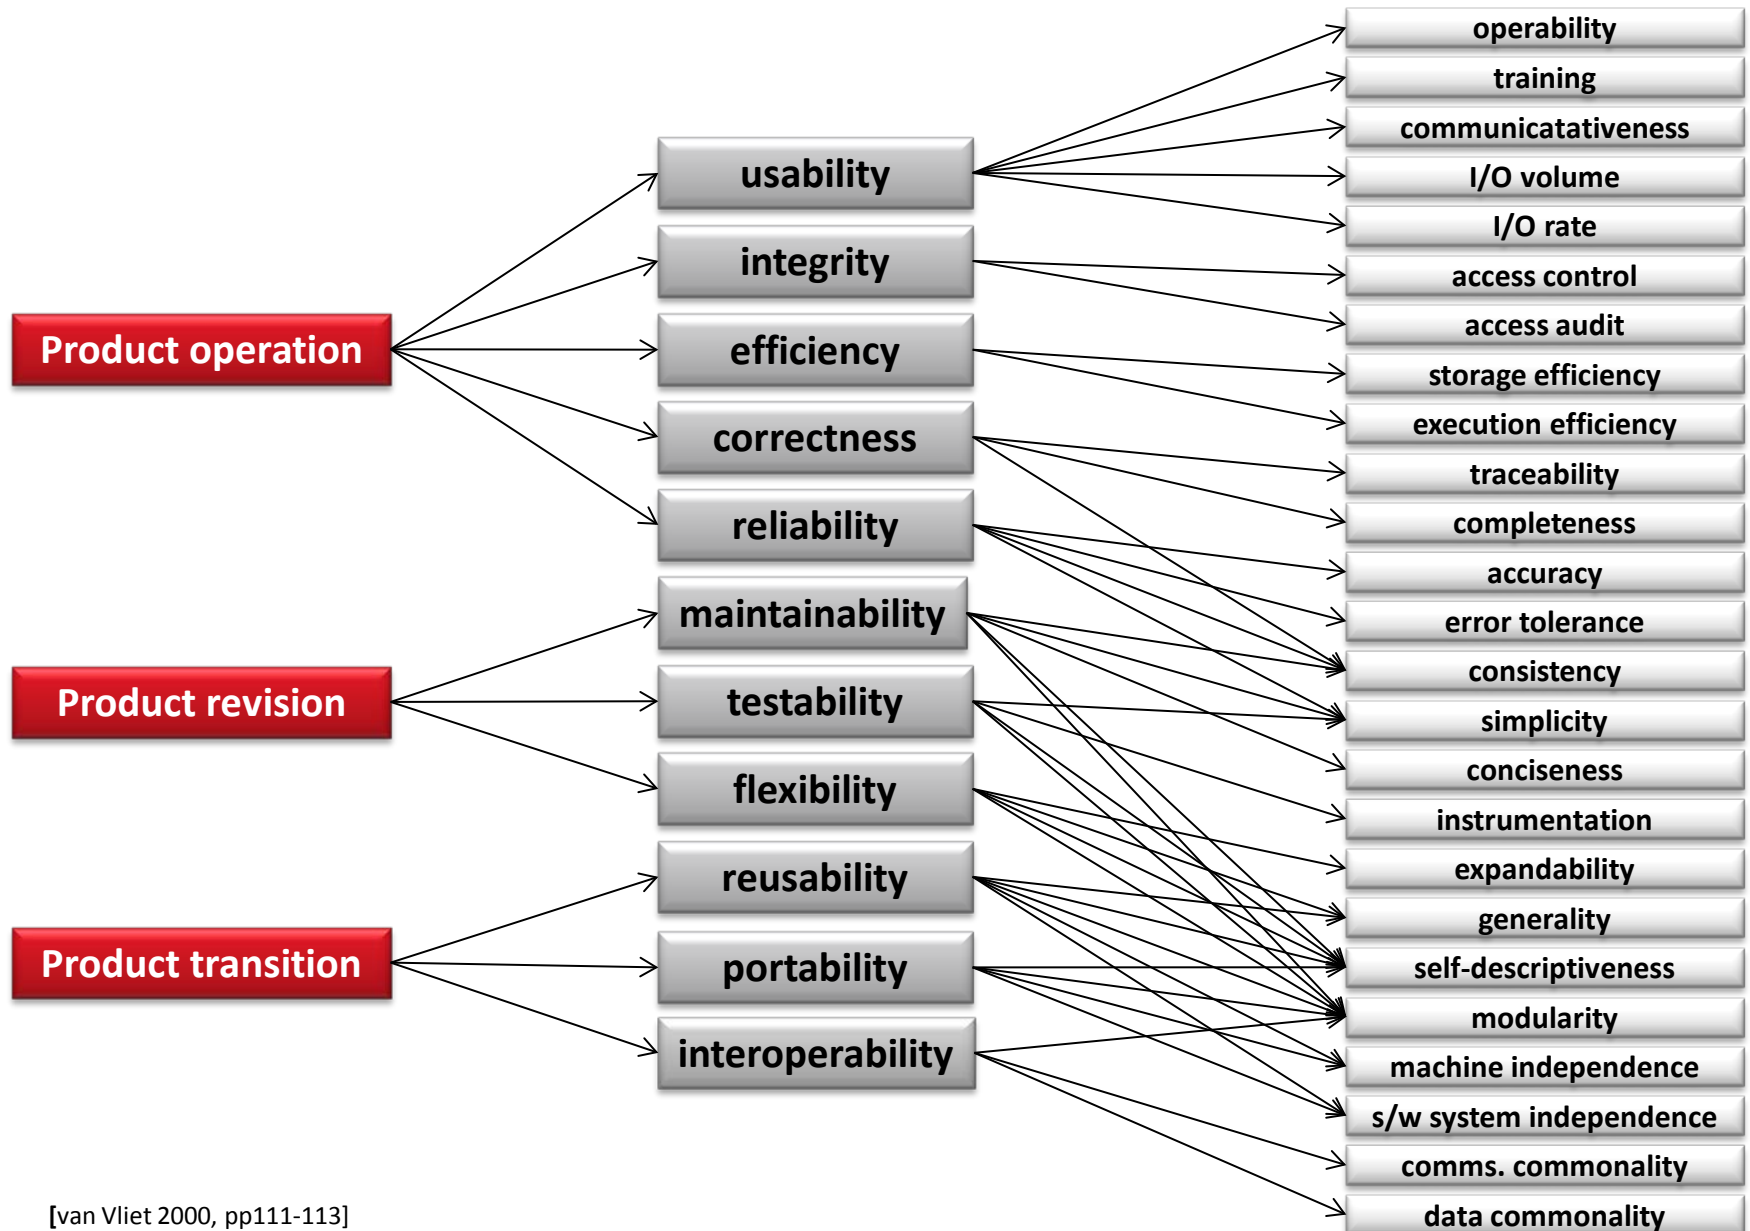 Product operation
Product revision
Product transition
usability
integrity
efficiency
correctness
reliability
maintainability
testability
flexibility
reusability
portability
interoperability
operability
training
communicatativeness
I/O volume
I/O rate
access control
access audit
storage efficiency
execution efficiency
traceability
completeness
accuracy
error tolerance
consistency
simplicity
conciseness
instrumentation
expandability
generality
self-descriptiveness
modularity
machine independence
s/w system independence
comms. commonality
data commonality
[van Vliet 2000, pp111-113]